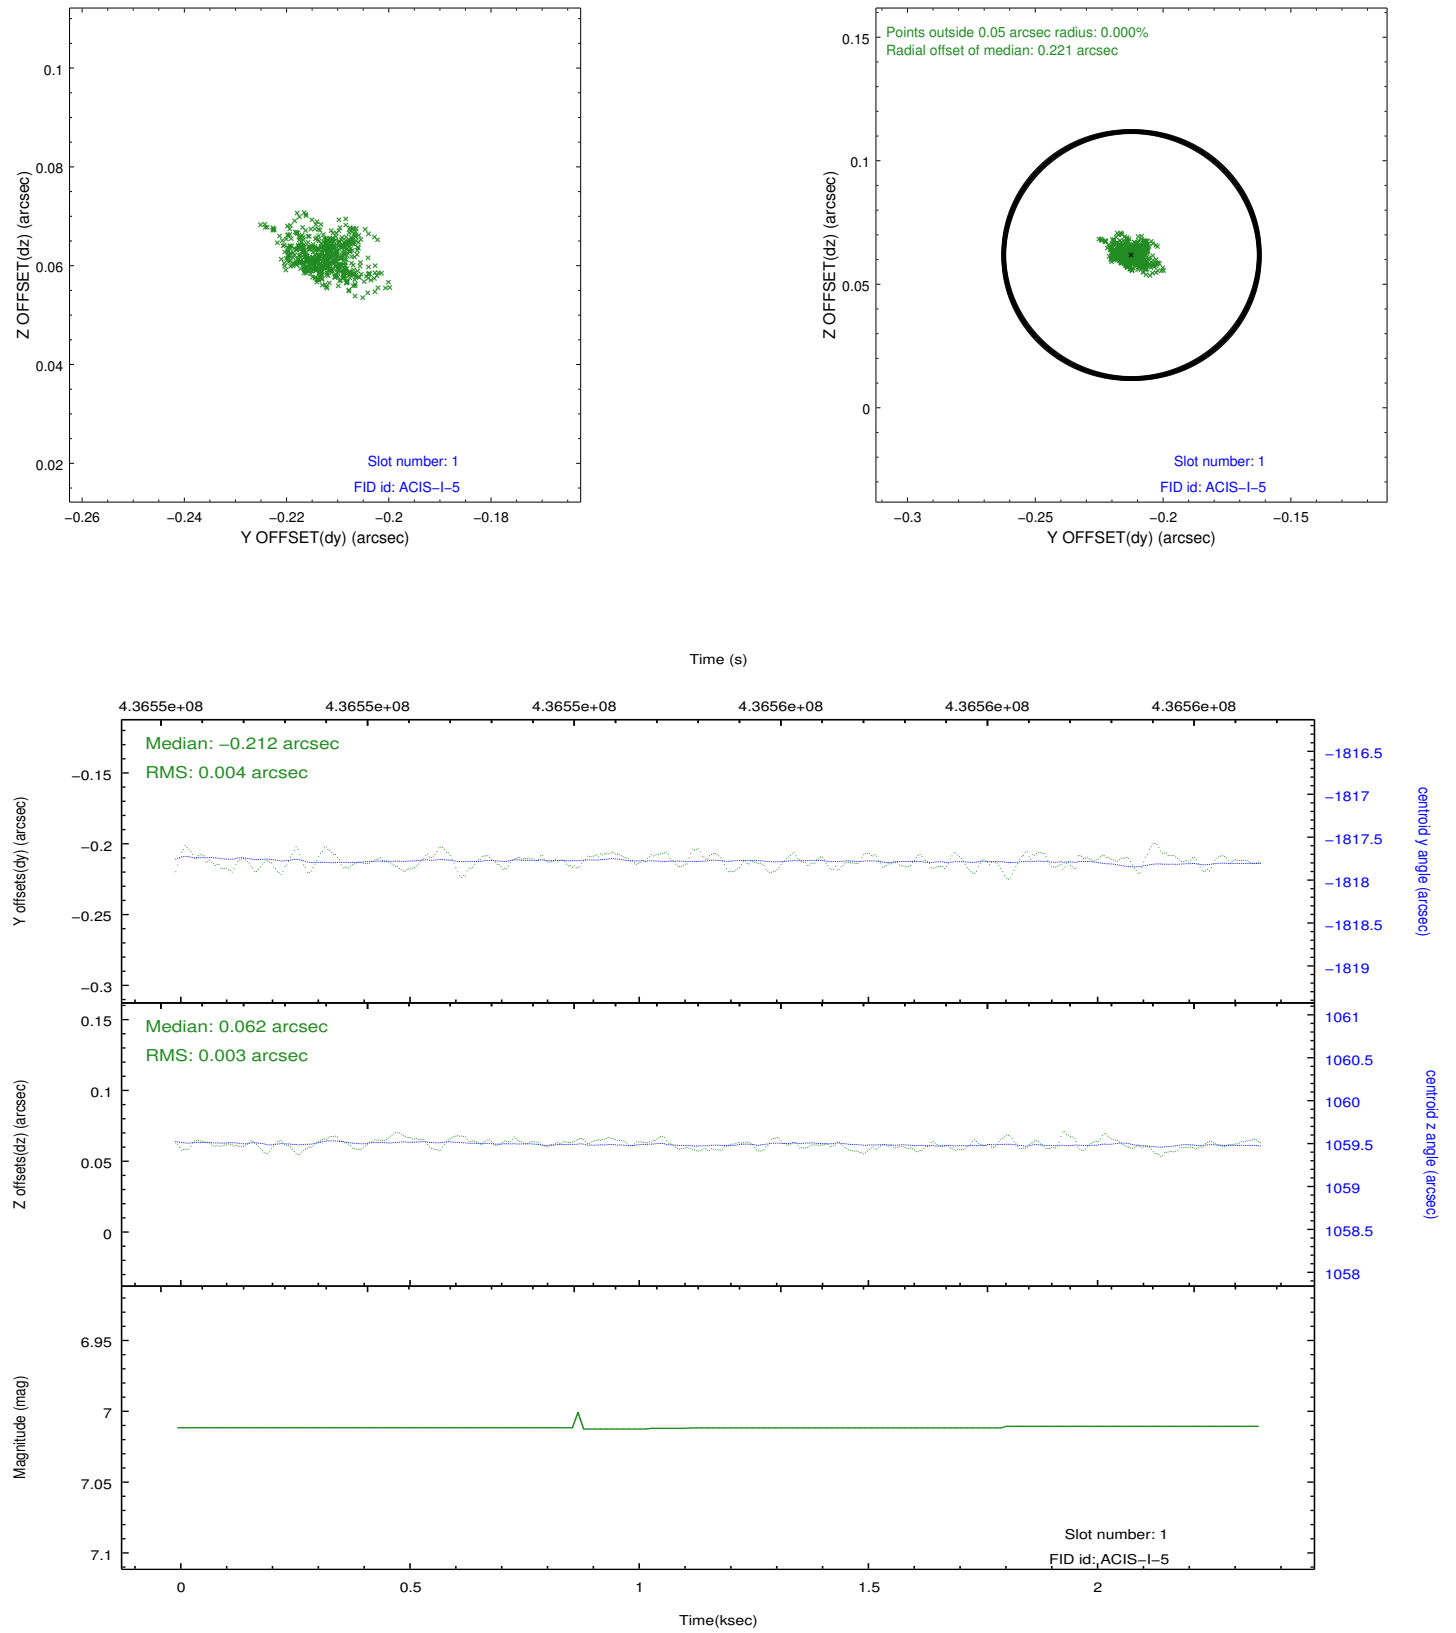 0.1
0.08
0.06
0.04
0.02
Z OFFSET(dz) (arcsec)
Slot number: 1
FID id: ACIS−I−5
−0.26 −0.24 −0.22 −0.2 −0.18
Y OFFSET(dy) (arcsec)
Points outside 0.05 arcsec radius: 0.000%
Radial offset of median: 0.221 arcsec
0.15
0.1
0.05
0
Z OFFSET(dz) (arcsec)
Slot number: 1
FID id: ACIS−I−5
−0.3 −0.25 −0.2 −0.15
Y OFFSET(dy) (arcsec)
Time (s)
4.3655e+08 4.3655e+08 4.3655e+08 4.3656e+08 4.3656e+08 4.3656e+08
Median: −0.212 arcsec
RMS: 0.004 arcsec
−0.15
−0.2
−0.25
−0.3
Y offsets(dy) (arcsec)
−1816.5
−1817
−1817.5
−1818
−1818.5
−1819
centroid y angle (arcsec)
Median: 0.062 arcsec
RMS: 0.003 arcsec
0.15
0.1
0.05
0
Z offsets(dz) (arcsec)
1061
1060.5
1060
1059.5
1059
1058.5
1058
centroid z angle (arcsec)
6.95
7
7.05
7.1
Magnitude (mag)
Slot number: 1
FID id: ACIS−I−5
0 0.5 1 1.5 2
Time(ksec)